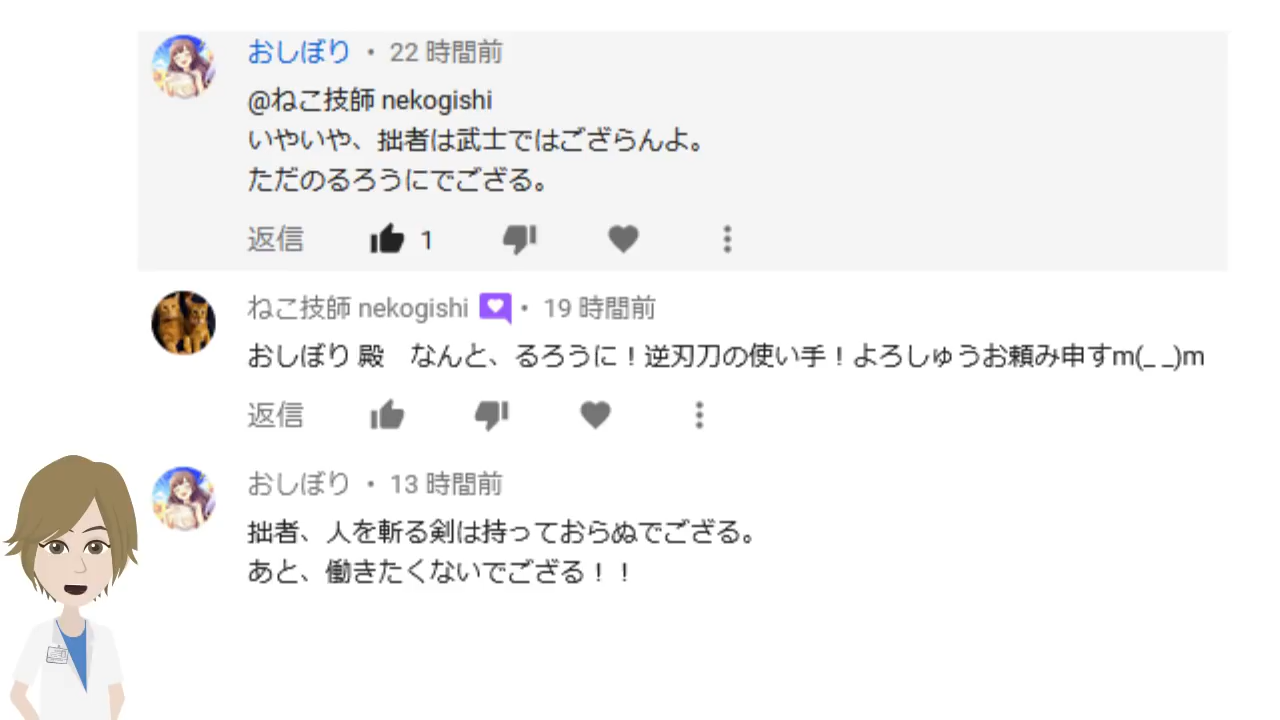 おしぼり ・ 22 時間前
@ねこ技師 nekogishi
いやいや、拙者は武士ではござらんよ。
ただのるろうにでござる。
返信 1
ねこ技師 nekogishi ・ 19 時間前
おしぼり 殿　なんと、るろうに！逆刃刀の使い手！よろしゅうお頼み申すm(_ _)m
返信
おしぼり ・ 13 時間前
拙者、人を斬る剣は持っておらぬでござる。
あと、働きたくないでござる！！